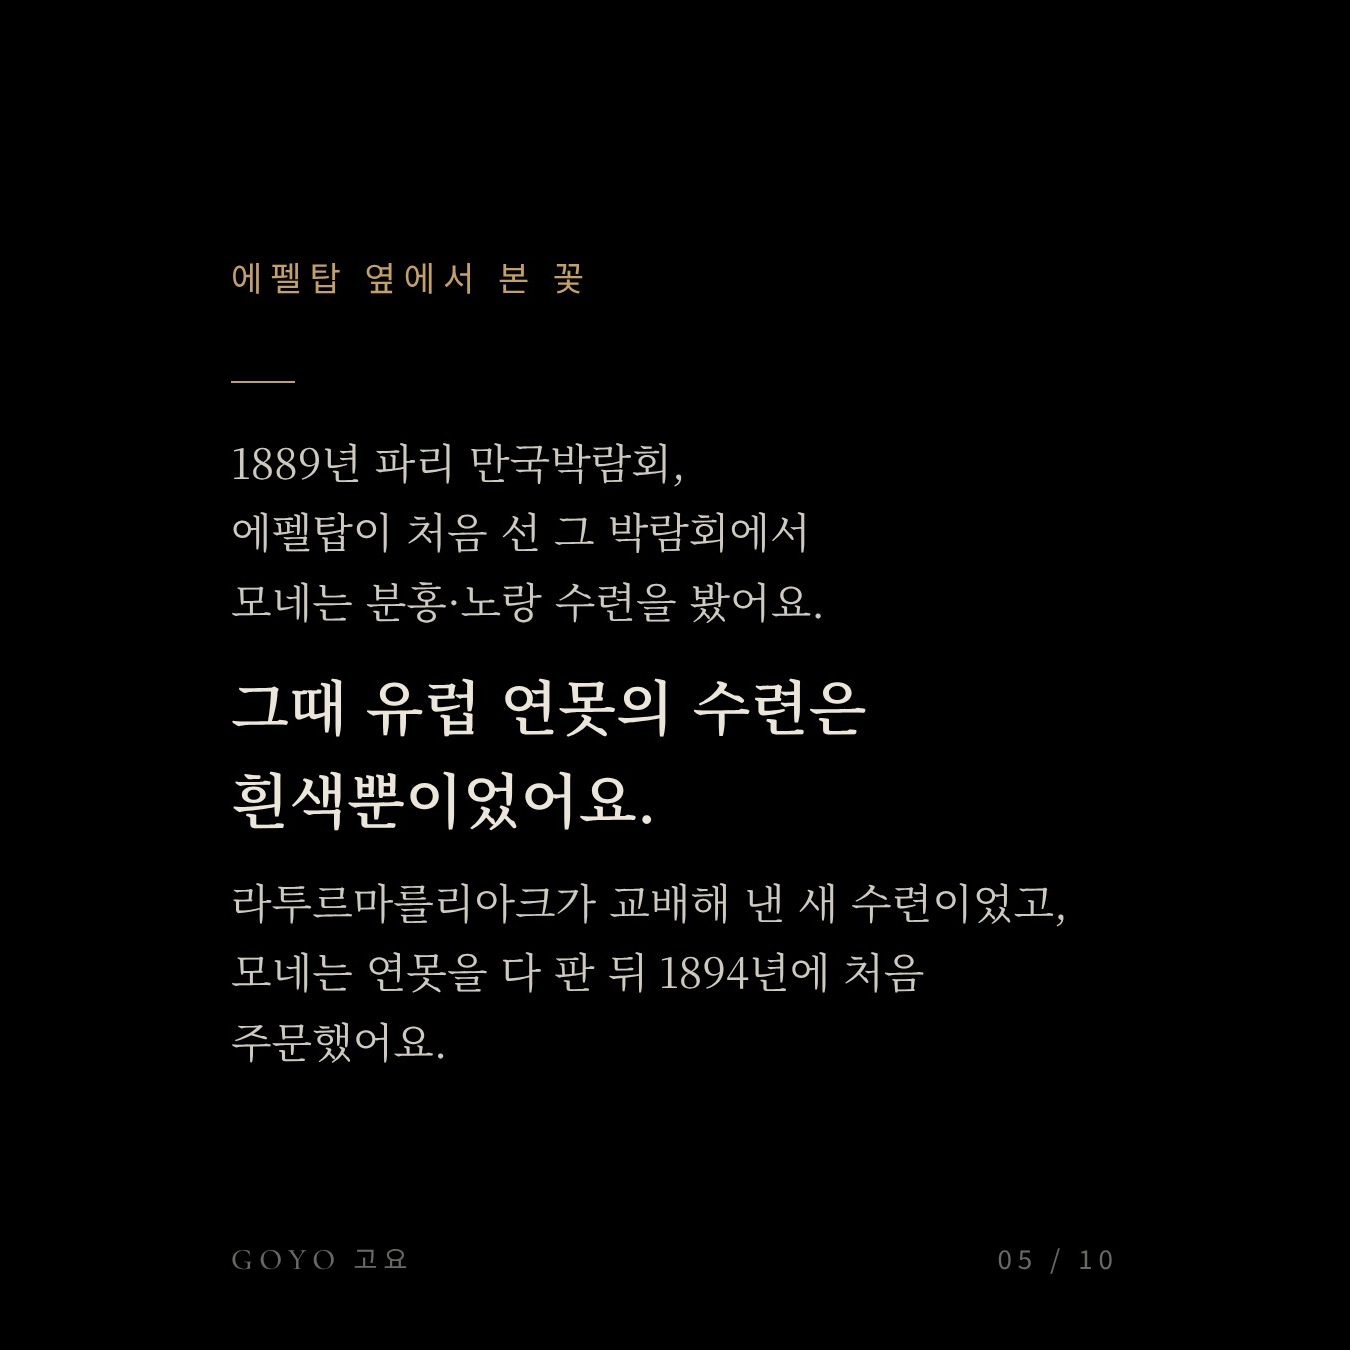 에펠탑 옆에서 본 꽃
1889년 파리 만국박람회,
에펠탑이 처음 선 그 박람회에서
모네는 분홍·노랑 수련을 봤어요.
그때 유럽 연못의 수련은
흰색뿐이었어요.
라투르마를리아크가 교배해 낸 새 수련이었고,
모네는 연못을 다 판 뒤 1894년에 처음
주문했어요.
GOYO 고요
05 / 10